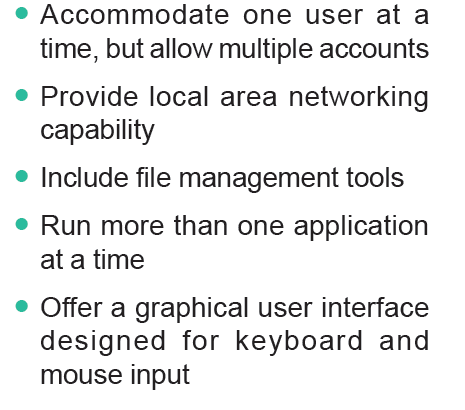 • Accommodate one user at a
time, but allow multiple accounts
• Provide local area networking
capability
• Include file management tools
• Run more than one application
at a time
• Offer a graphical user interface
designed for keyboard and
mouse input